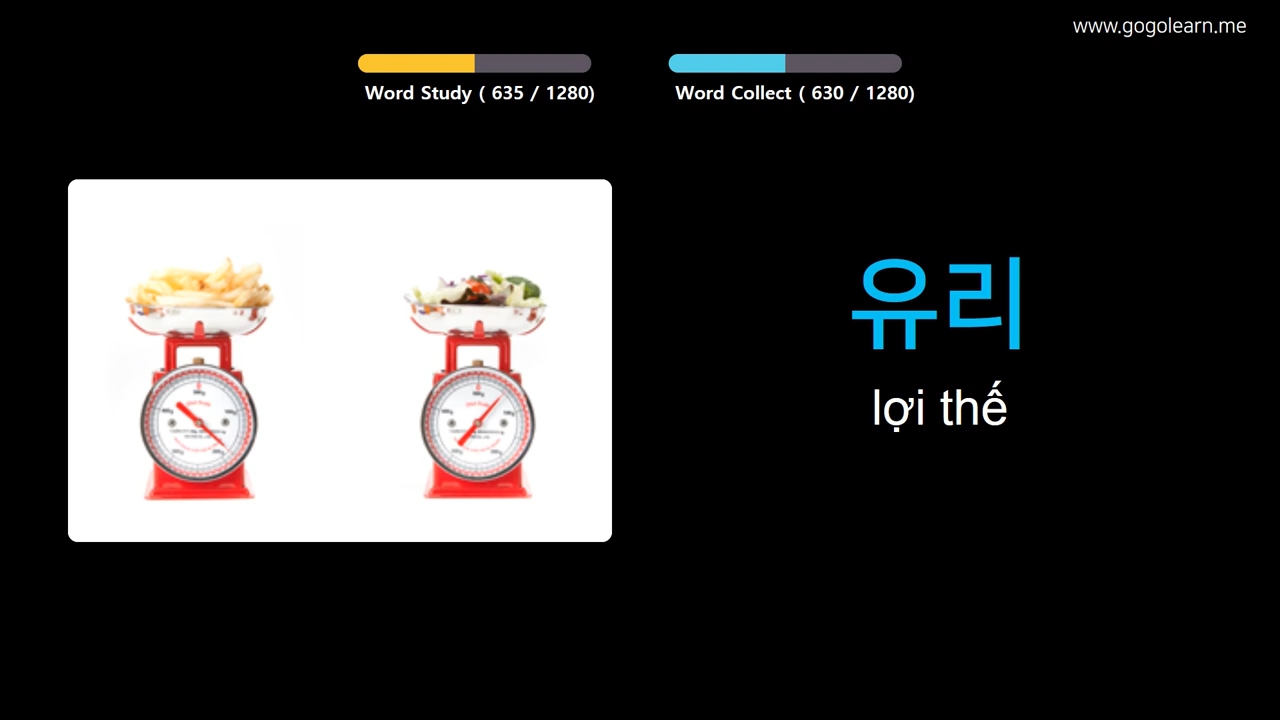 www.gogolearn.me
Word Study ( 635 / 1280)
Word Collect ( 630 / 1280)
유리
lợi thế